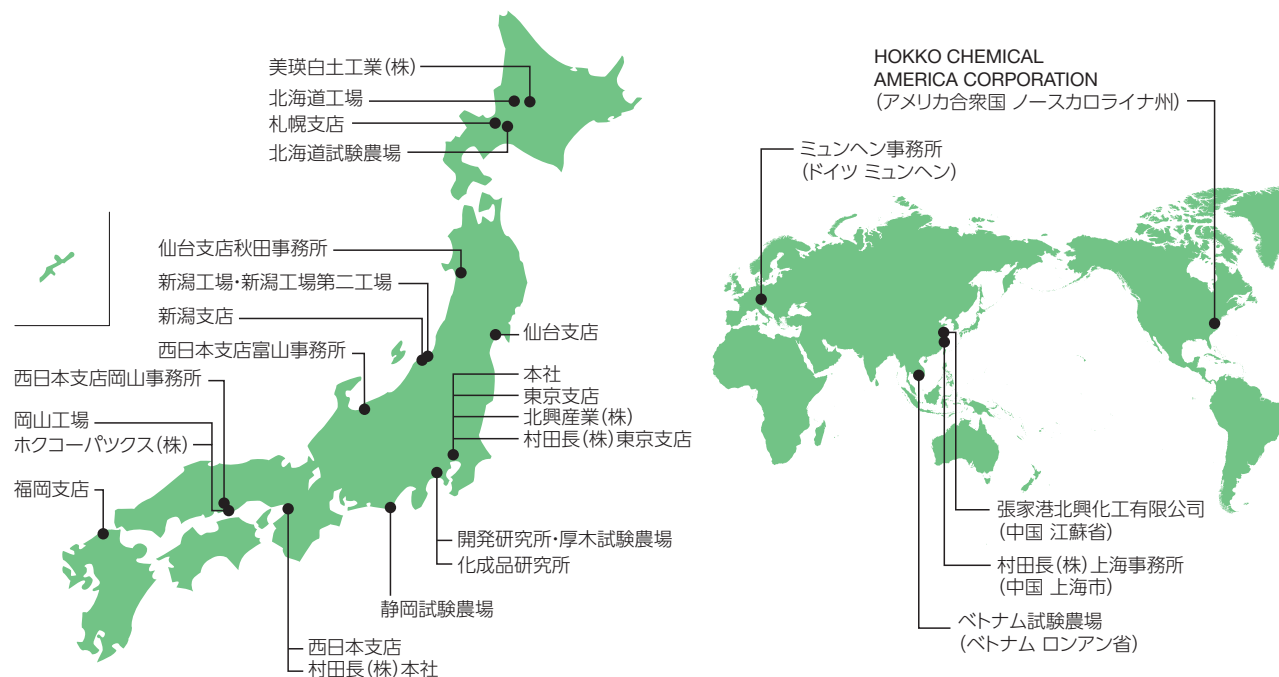 美瑛白土工業(株)
北海道工場
札幌支店
北海道試験農場
仙台支店秋田事務所
新潟工場・新潟工場第二工場
新潟支店
仙台支店
西日本支店富山事務所
西日本支店岡山事務所
本社
東京支店
岡山工場
北興産業(株)
ホクコーパツクス(株)
村田長(株)東京支店
福岡支店
開発研究所・厚木試験農場
化成品研究所
静岡試験農場
西日本支店
村田長(株)本社
HOKKO CHEMICAL
AMERICA CORPORATION
(アメリカ合衆国 ノースカロライナ州)
ミュンヘン事務所
(ドイツ ミュンヘン)
張家港北興化工有限公司
(中国 江蘇省)
村田長(株)上海事務所
(中国 上海市)
ベトナム試験農場
(ベトナム ロンアン省)